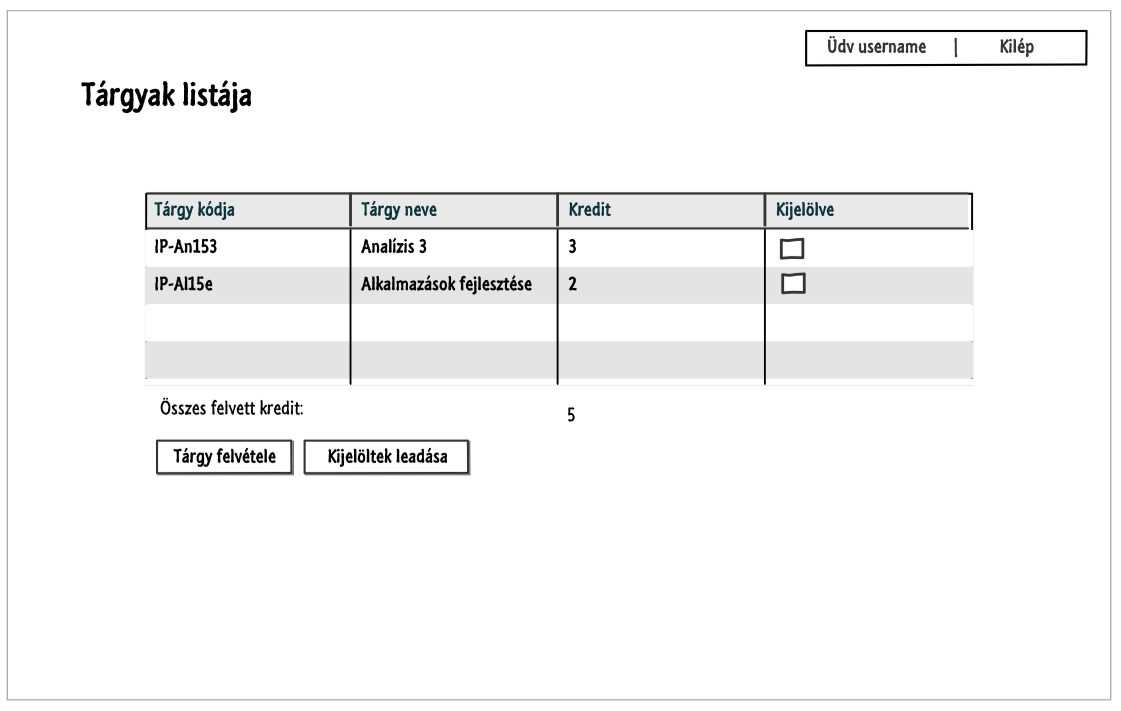 Üdv username | Kilép
Tárgyak listája
Tárgy kódja Tárgy neve Kredit Kijelölve
IP-An153 Analízis 3 3
IP-Al15e Alkalmazások fejlesztése 2
Összes felvett kredit: 5
Tárgy felvétele Kijelöltek leadása